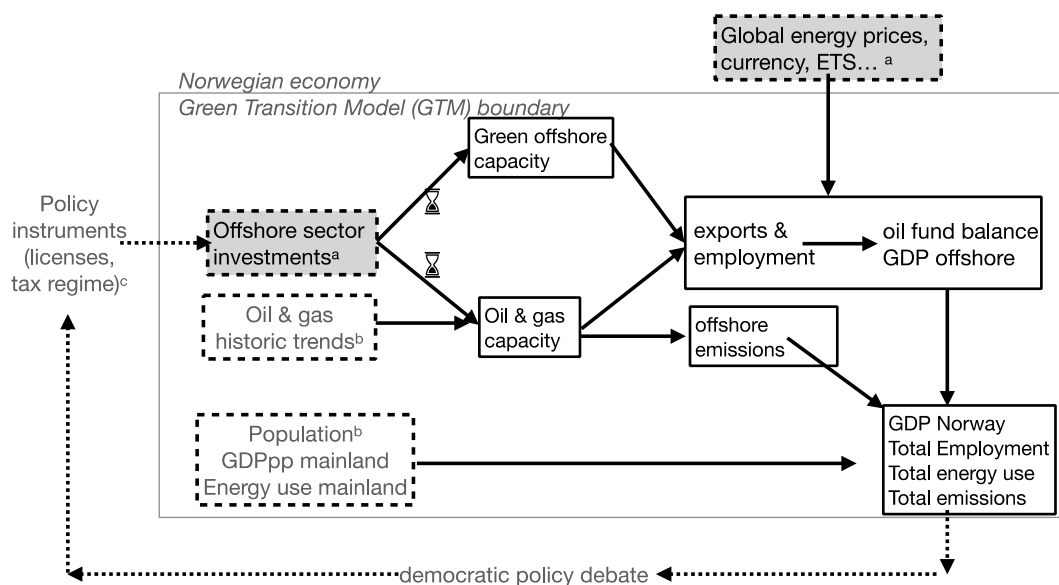 Global energy prices,
currency, ETS… ᵃ
Norwegian economy
Green Transition Model (GTM) boundary
Green offshore
capacity
Policy
instruments
(licenses,
tax regime)ᶜ
Offshore sector
investmentsᵃ
exports &
employment
oil fund balance
GDP offshore
Oil & gas
historic trendsᵇ
Oil & gas
capacity
offshore
emissions
Populationᵇ
GDPpp mainland
Energy use mainland
GDP Norway
Total Employment
Total energy use
Total emissions
democratic policy debate